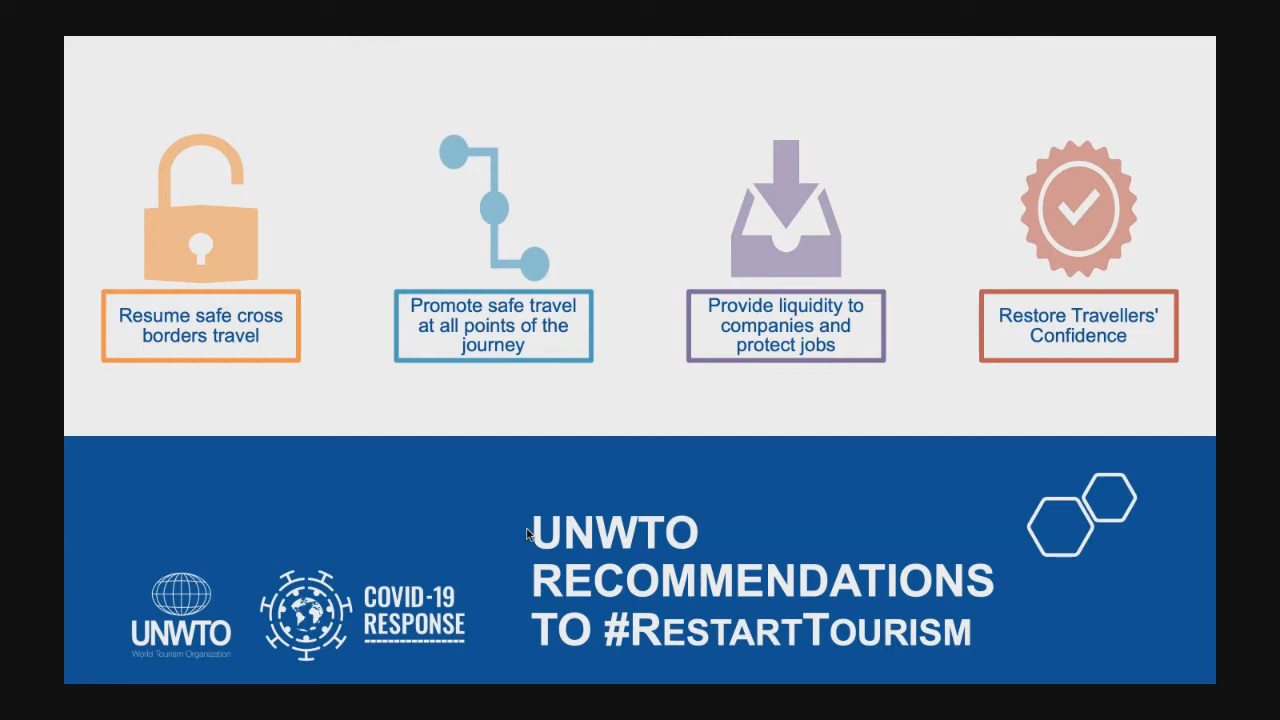 Resume safe cross
borders travel
Promote safe travel
at all points of the
journey
Provide liquidity to
companies and
protect jobs
Restore Travellers'
Confidence
UNWTO
RECOMMENDATIONS
TO #RESTARTTOURISM
UNWTO
World Tourism Organization
COVID-19
RESPONSE